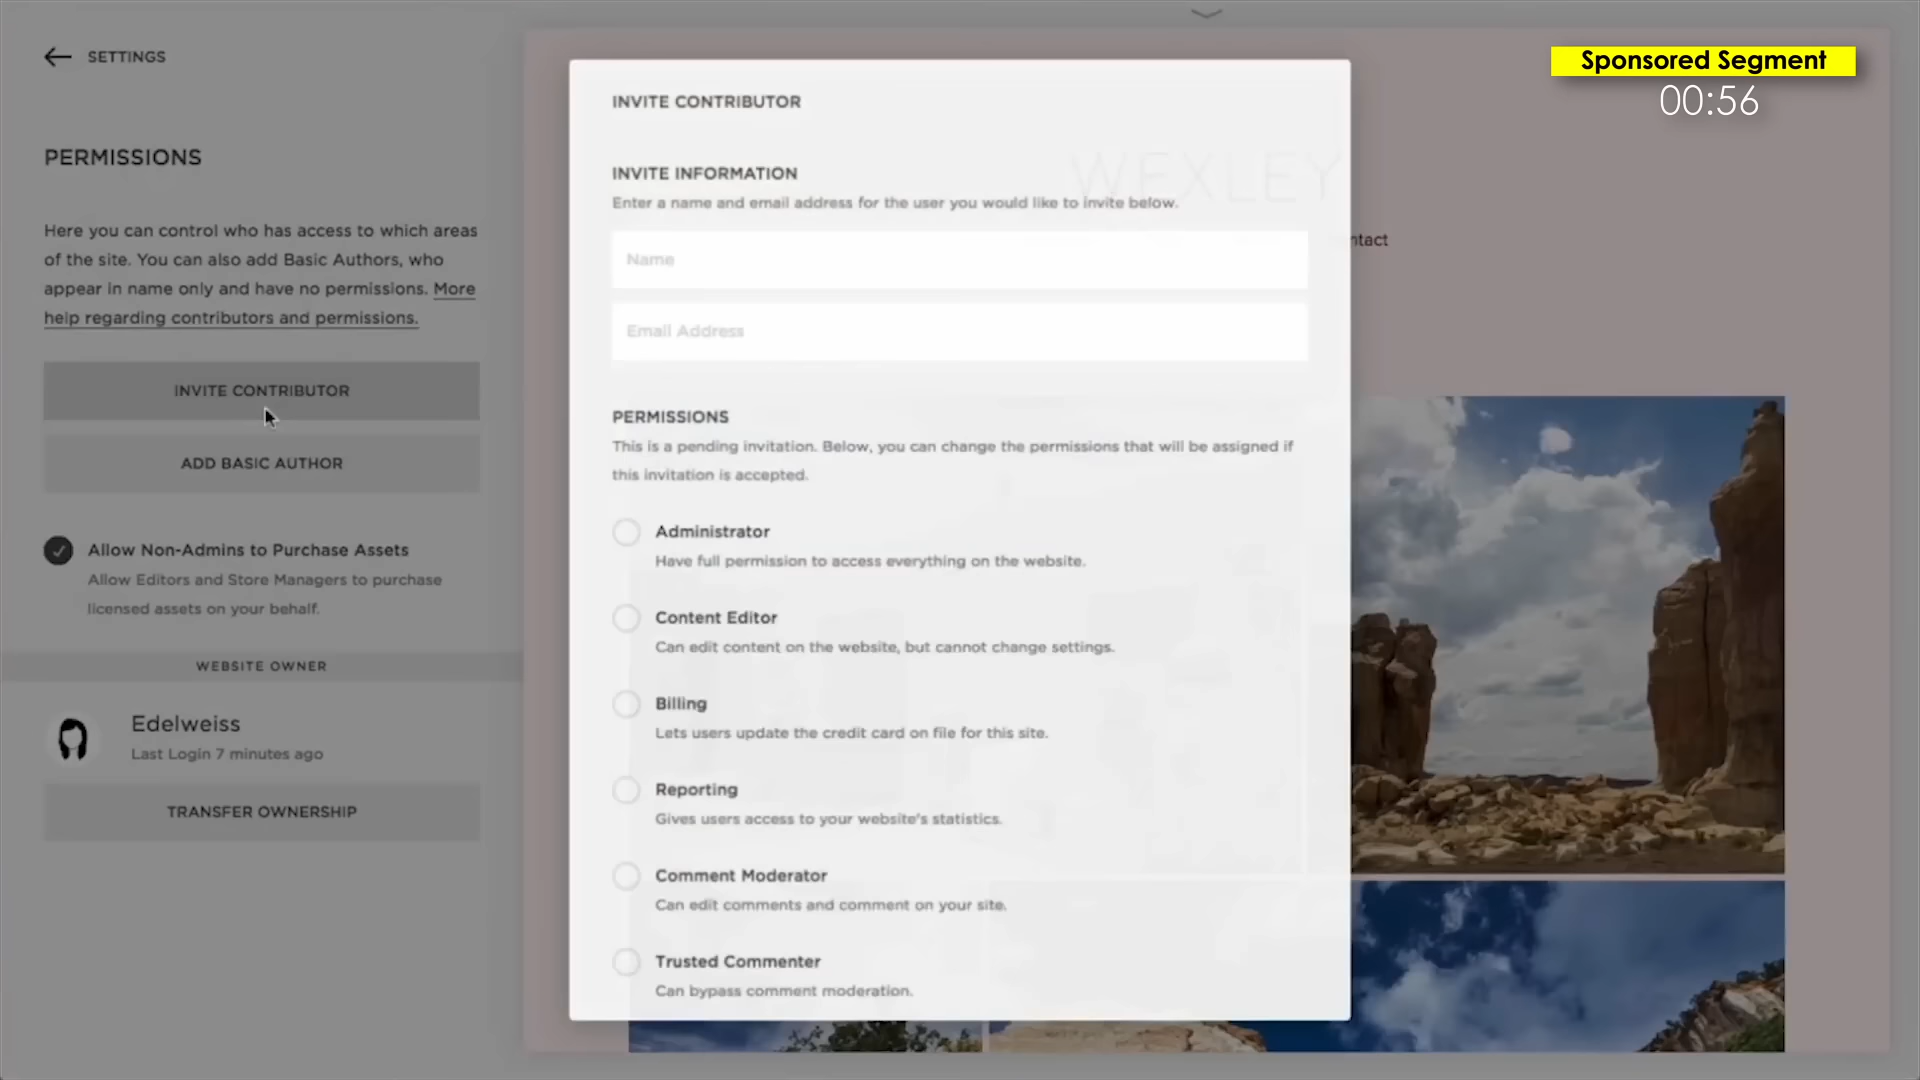 SETTINGS
PERMISSIONS
Here you can control who has access to which areas
of the site. You can also add Basic Authors, who
appear in name only and have no permissions. More
help regarding contributors and permissions.
INVITE CONTRIBUTOR
ADD BASIC AUTHOR
Allow Non-Admins to Purchase Assets
Allow Editors and Store Managers to purchase
licensed assets on your behalf.
WEBSITE OWNER
Edelweiss
Last Login 7 minutes ago
TRANSFER OWNERSHIP
INVITE CONTRIBUTOR
INVITE INFORMATION
Enter a name and email address for the user you would like to invite below.
Name
Email Address
PERMISSIONS
This is a pending invitation. Below, you can change the permissions that will be assigned if
this invitation is accepted.
Administrator
Have full permission to access everything on the website.
Content Editor
Can edit content on the website, but cannot change settings.
Billing
Lets users update the credit card on file for this site.
Reporting
Gives users access to your website's statistics.
Comment Moderator
Can edit comments and comment on your site.
Trusted Commenter
Can bypass comment moderation.
WEXLEY
ntact
Sponsored Segment
00:56